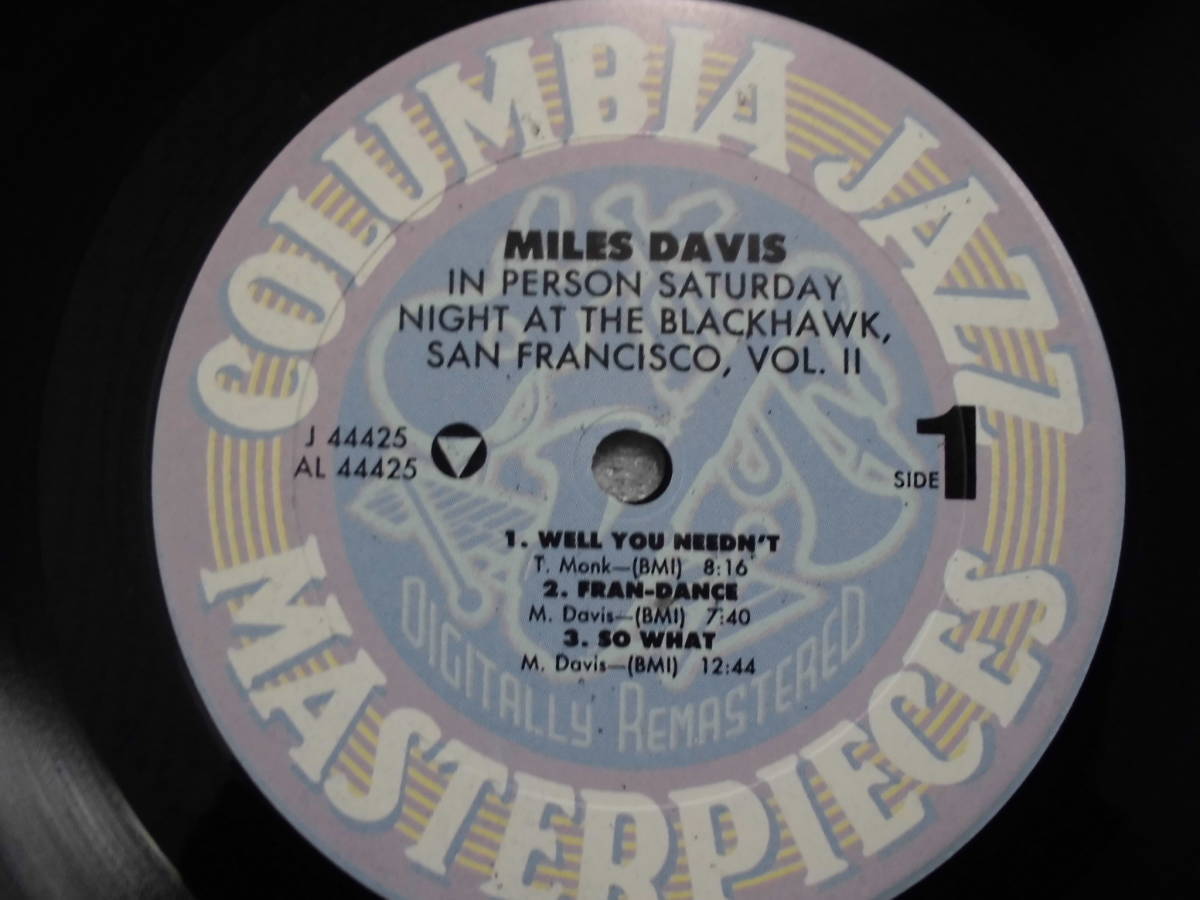 COLUMBIA JAZZ
MILES DAVIS
IN PERSON SATURDAY
NIGHT AT THE BLACKHAWK,
SAN FRANCISCO, VOL. II
J 44425
AL 44425
SIDE 1
1. WELL YOU NEEDN'T
T. Monk—(BMI) 8:16
2. FRAN-DANCE
M. Davis—(BMI) 7:40
3. SO WHAT
M. Davis—(BMI) 12:44
DIGITALLY REMASTERED
MASTERPIECES